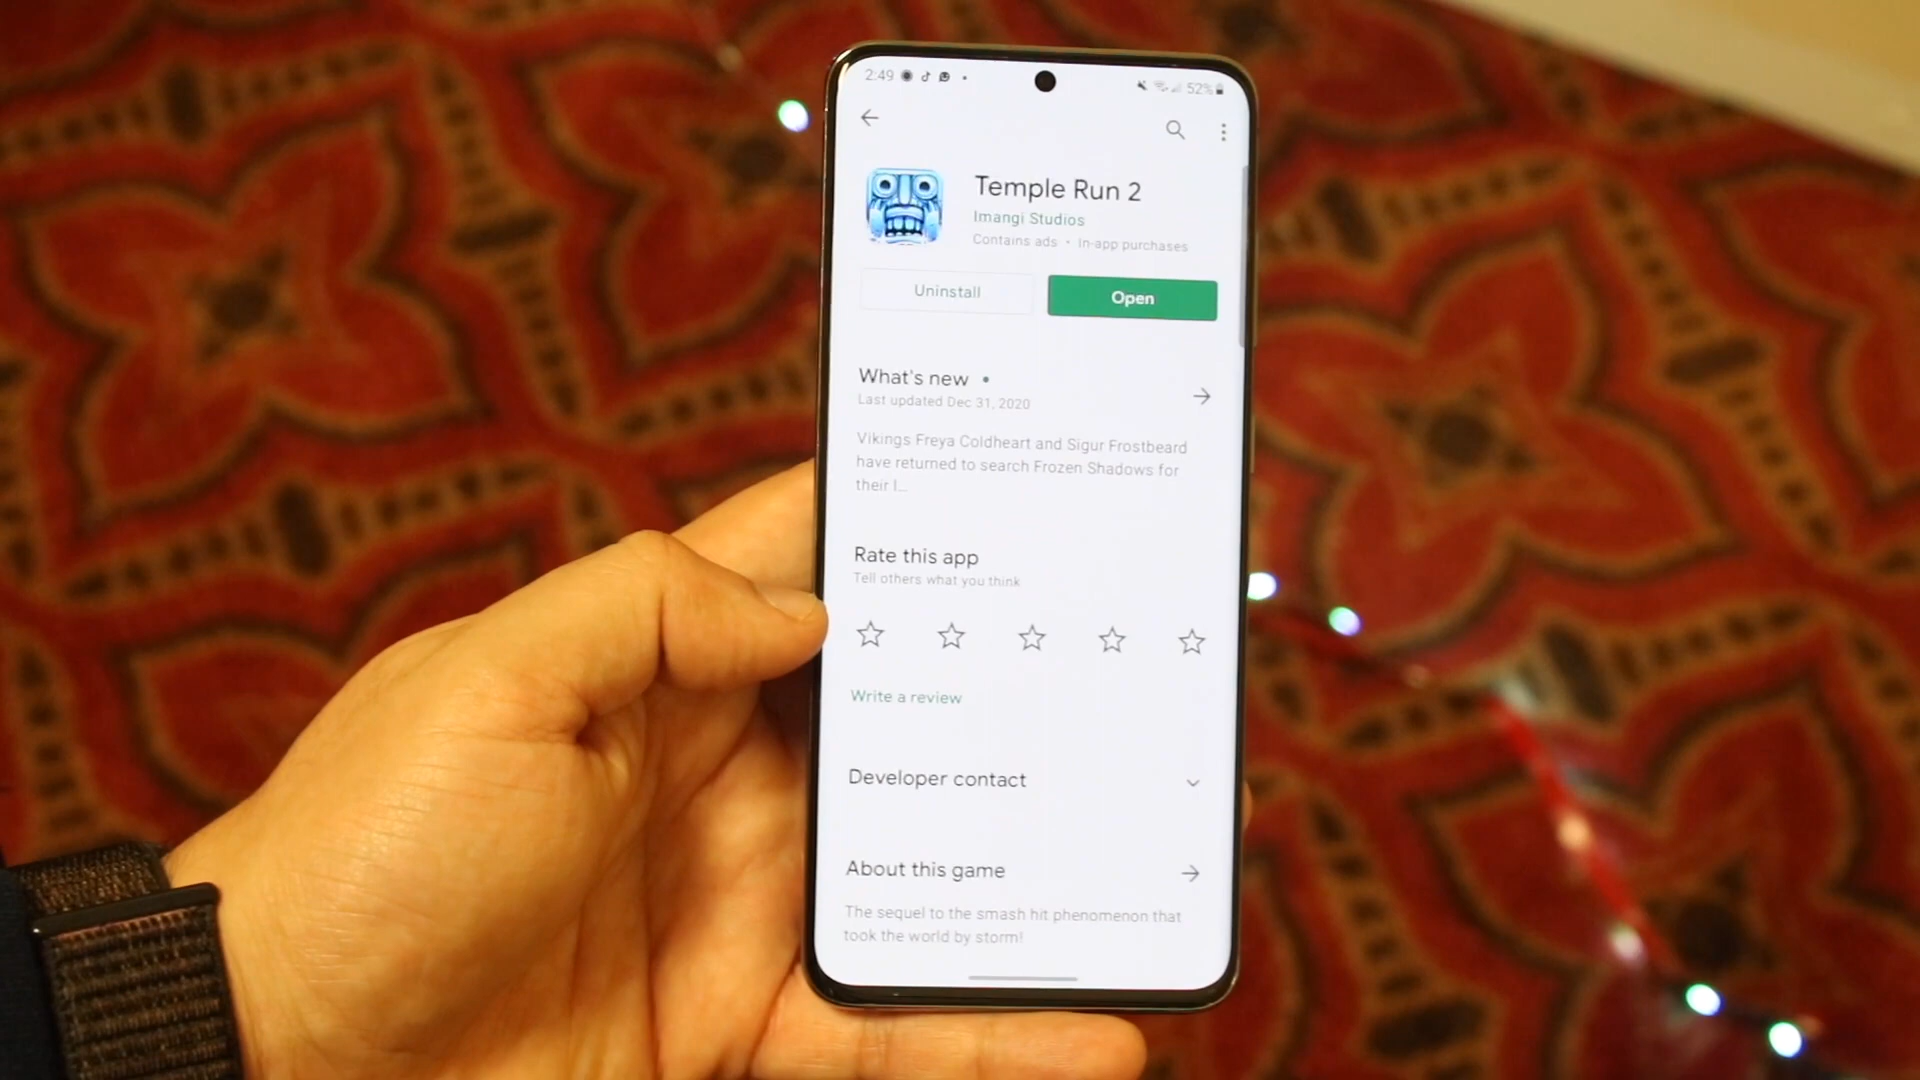 2:49
52%
Temple Run 2
Imangi Studios
Contains ads • In-app purchases
Uninstall
Open
What's new •
Last updated Dec 31, 2020
Vikings Freya Coldheart and Sigur Frostbeard
have returned to search Frozen Shadows for
their l...
Rate this app
Tell others what you think
Write a review
Developer contact
About this game
The sequel to the smash hit phenomenon that
took the world by storm!